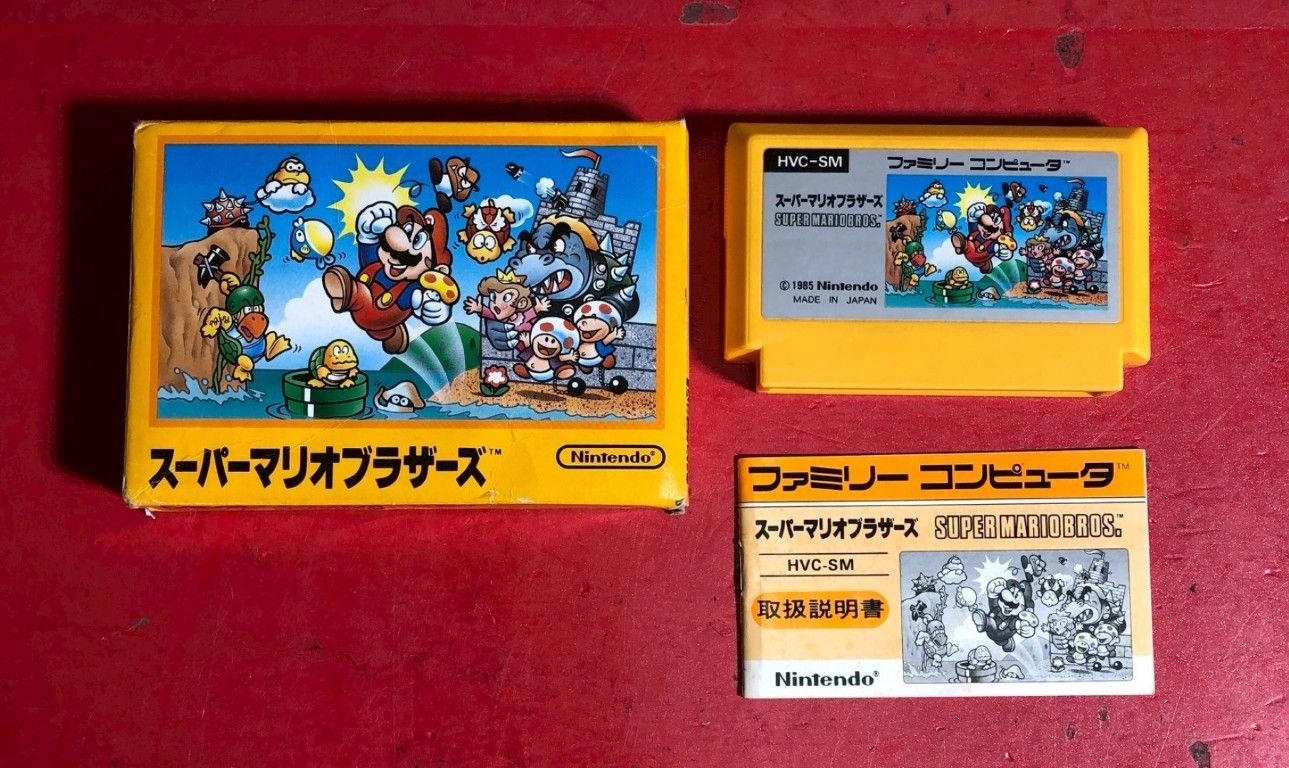 スーパーマリオブラザーズ™
Nintendo®
HVC-SM
ファミリー コンピュータ™
スーパーマリオブラザーズ
SUPER MARIO BROS.™
© 1985 Nintendo
MADE IN JAPAN
ファミリー コンピュータ™
スーパーマリオブラザーズ SUPER MARIO BROS.™
HVC-SM
取扱説明書
Nintendo®